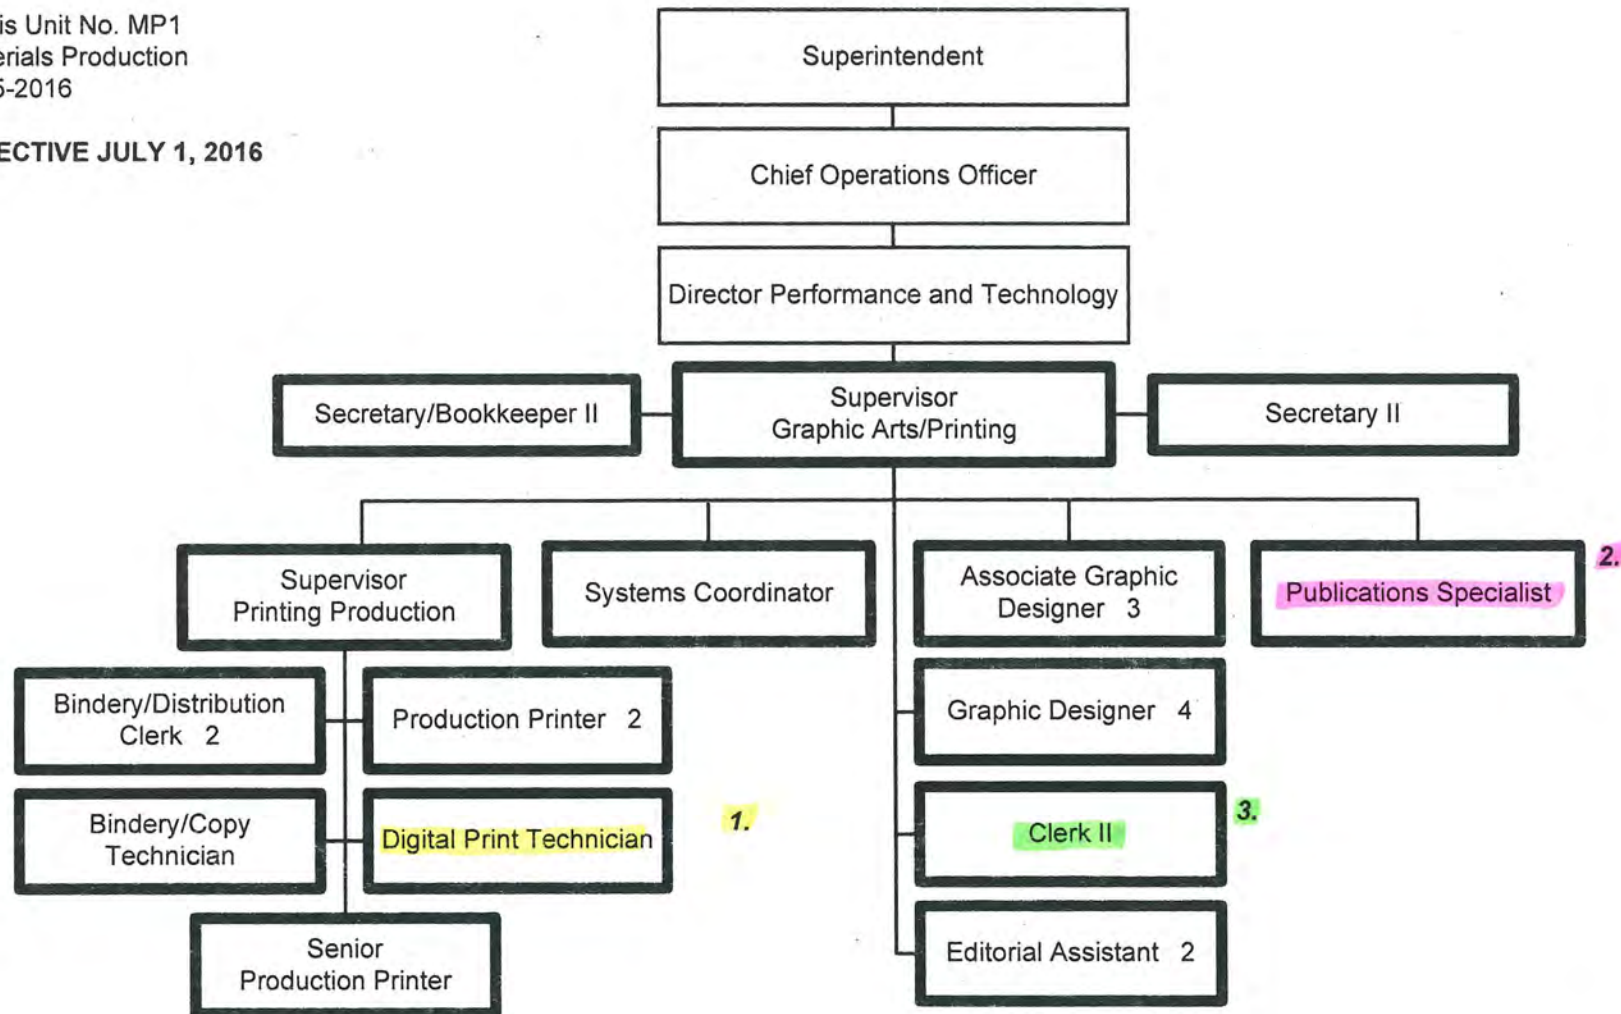 is Unit No. MP1
erials Production
5-2016
ECTIVE JULY 1, 2016
Superintendent
Chief Operations Officer
Director Performance and Technology
Secretary/Bookkeeper II
Supervisor
Graphic Arts/Printing
Secretary II
Supervisor
Printing Production
Systems Coordinator
Associate Graphic
Designer 3
Publications Specialist
2.
Bindery/Distribution
Clerk 2
Production Printer 2
Graphic Designer 4
Bindery/Copy
Technician
Digital Print Technician
1.
Clerk II
3.
Senior
Production Printer
Editorial Assistant 2